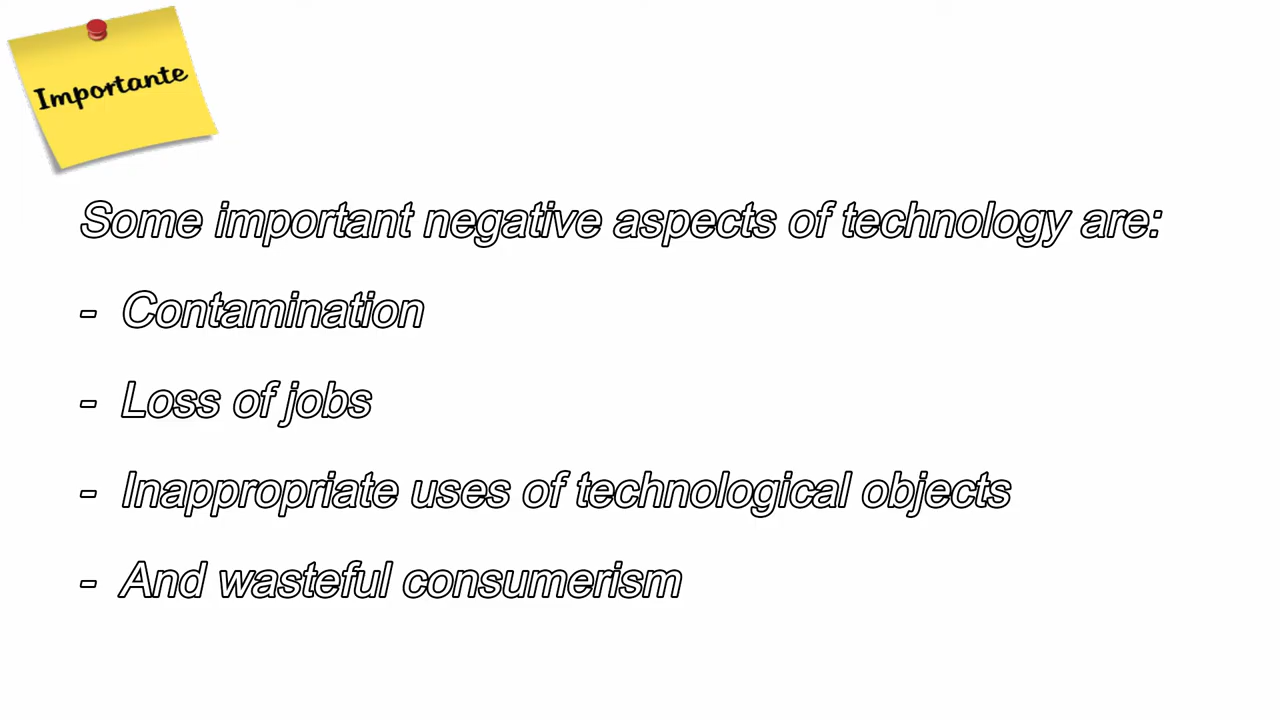 Importante
Some important negative aspects of technology are:
- Contamination
- Loss of jobs
- Inappropriate uses of technological objects
- And wasteful consumerism